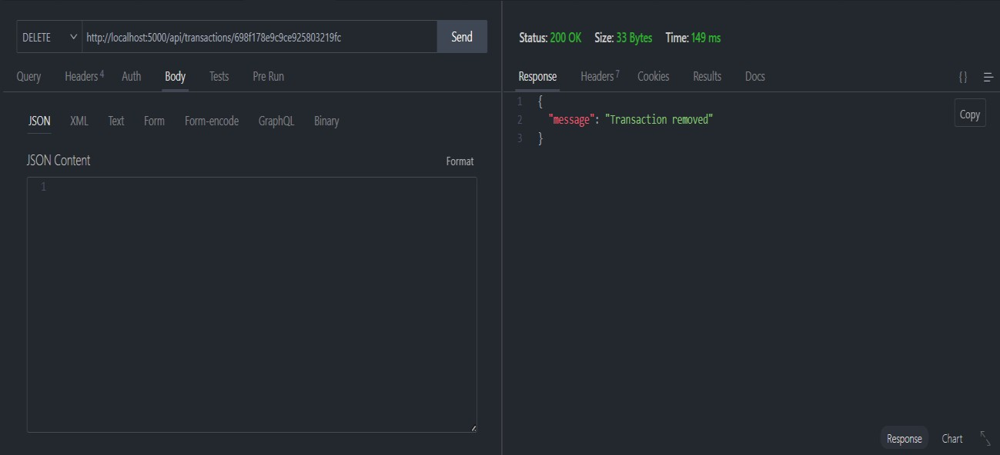 DELETE http://localhost:5000/api/transactions/698f178e9c9ce925803219fc Send
Query Headers 4 Auth Body Tests Pre Run
JSON XML Text Form Form-encode GraphQL Binary
JSON Content Format
1
Status: 200 OK Size: 33 Bytes Time: 149 ms
Response Headers 7 Cookies Results Docs {}
1 {
2 "message": "Transaction removed"
3 }
Copy
Response Chart